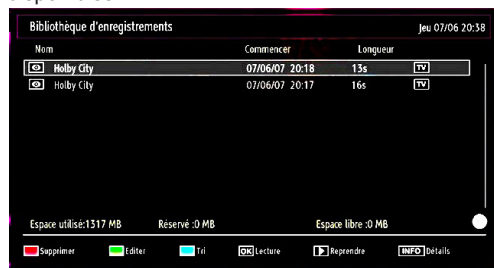 Bibliothèque d'enregistrements Jeu 07/06 20:38
Nom Commencer Longueur
Holby City 07/06/07 20:18 13s TV
Holby City 07/06/07 20:17 16s TV
Espace utilisé:1317 MB Réservé :0 MB Espace libre :0 MB
Supprimer Editer Tri OK Lecture Reprendre INFO Détails